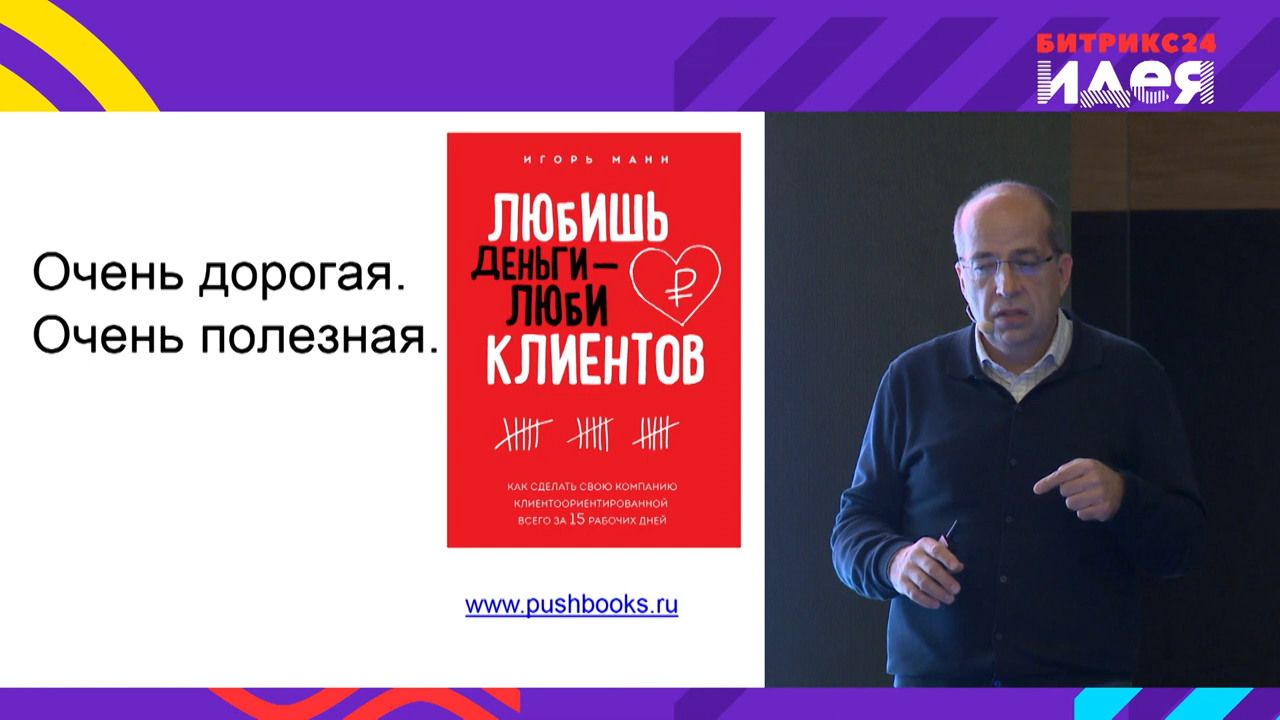 БИТРИКС24
идея
Очень дорогая.
Очень полезная.
ИГОРЬ МАНН
ЛЮБИШЬ
ДЕНЬГИ—
ЛЮБИ
₽
КЛИЕНТОВ
КАК СДЕЛАТЬ СВОЮ КОМПАНИЮ
КЛИЕНТООРИЕНТИРОВАННОЙ
ВСЕГО ЗА 15 РАБОЧИХ ДНЕЙ
www.pushbooks.ru